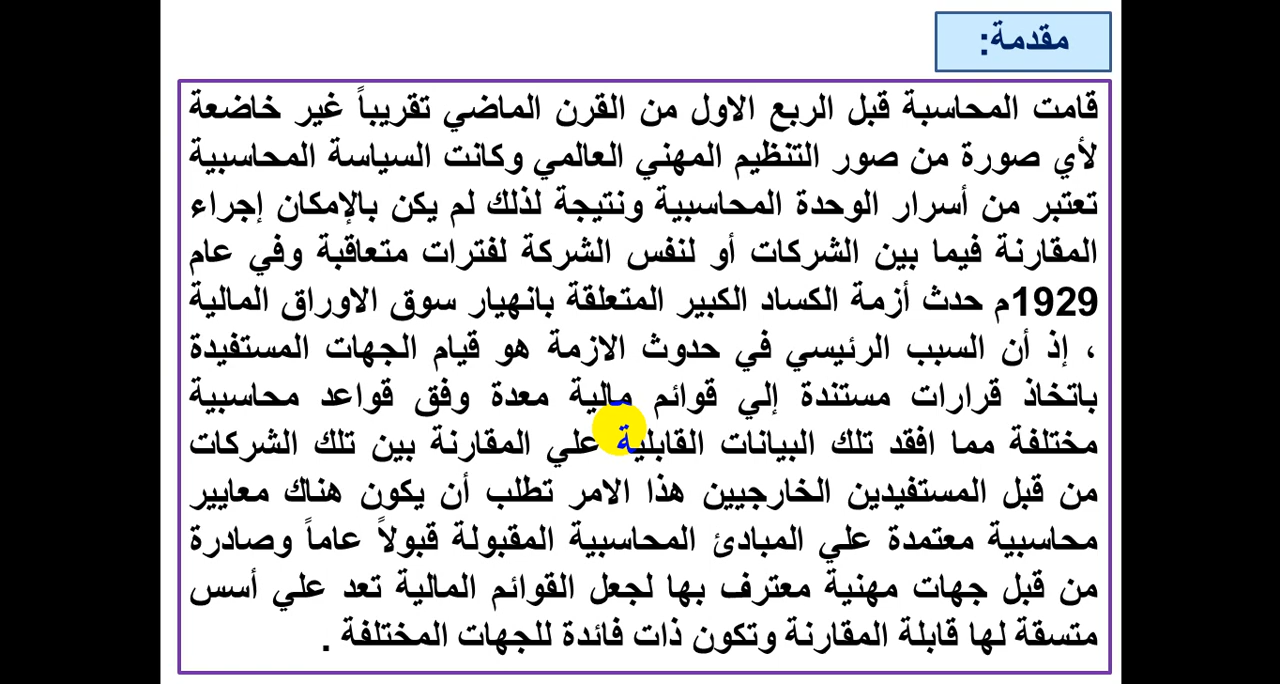 مقدمة:
قامت المحاسبة قبل الربع الاول من القرن الماضي تقريباً غير خاضعة
لأي صورة من صور التنظيم المهني العالمي وكانت السياسة المحاسبية
تعتبر من أسرار الوحدة المحاسبية ونتيجة لذلك لم يكن بالإمكان إجراء
المقارنة فيما بين الشركات أو لنفس الشركة لفترات متعاقبة وفي عام
1929م حدث أزمة الكساد الكبير المتعلقة بانهيار سوق الاوراق المالية
، إذ أن السبب الرئيسي في حدوث الازمة هو قيام الجهات المستفيدة
باتخاذ قرارات مستندة إلي قوائم مالية معدة وفق قواعد محاسبية
مختلفة مما افقد تلك البيانات القابلية علي المقارنة بين تلك الشركات
من قبل المستفيدين الخارجيين هذا الامر تطلب أن يكون هناك معايير
محاسبية معتمدة علي المبادئ المحاسبية المقبولة قبولاً عاماً وصادرة
من قبل جهات مهنية معترف بها لجعل القوائم المالية تعد علي أسس
متسقة لها قابلة المقارنة وتكون ذات فائدة للجهات المختلفة .